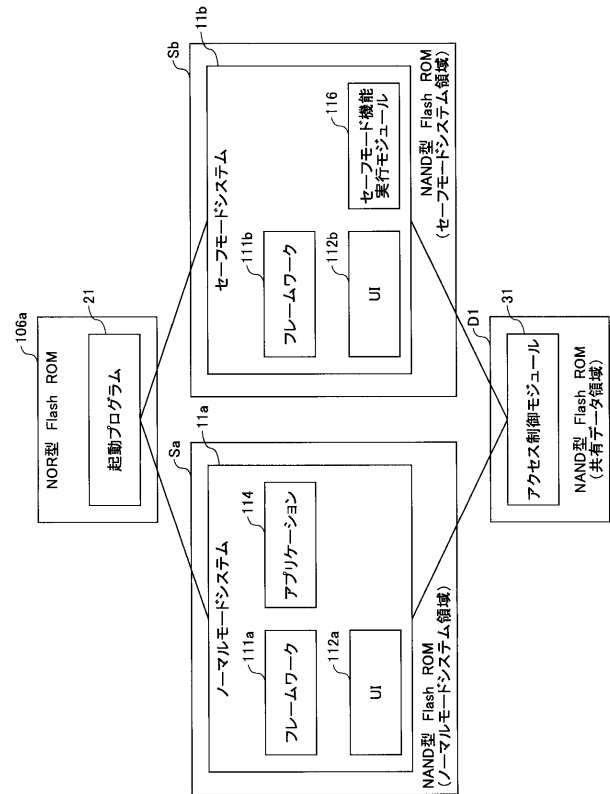 106a
NOR型 Flash ROM
21
起動プログラム
Sa
11a
ノーマルモードシステム
111a
フレームワーク
114
アプリケーション
112a
UI
NAND型 Flash ROM
(ノーマルモードシステム領域)
Sb
11b
セーフモードシステム
111b
フレームワーク
112b
UI
116
セーフモード機能
実行モジュール
NAND型 Flash ROM
(セーフモードシステム領域)
D1
31
アクセス制御モジュール
NAND型 Flash ROM
(共有データ領域)